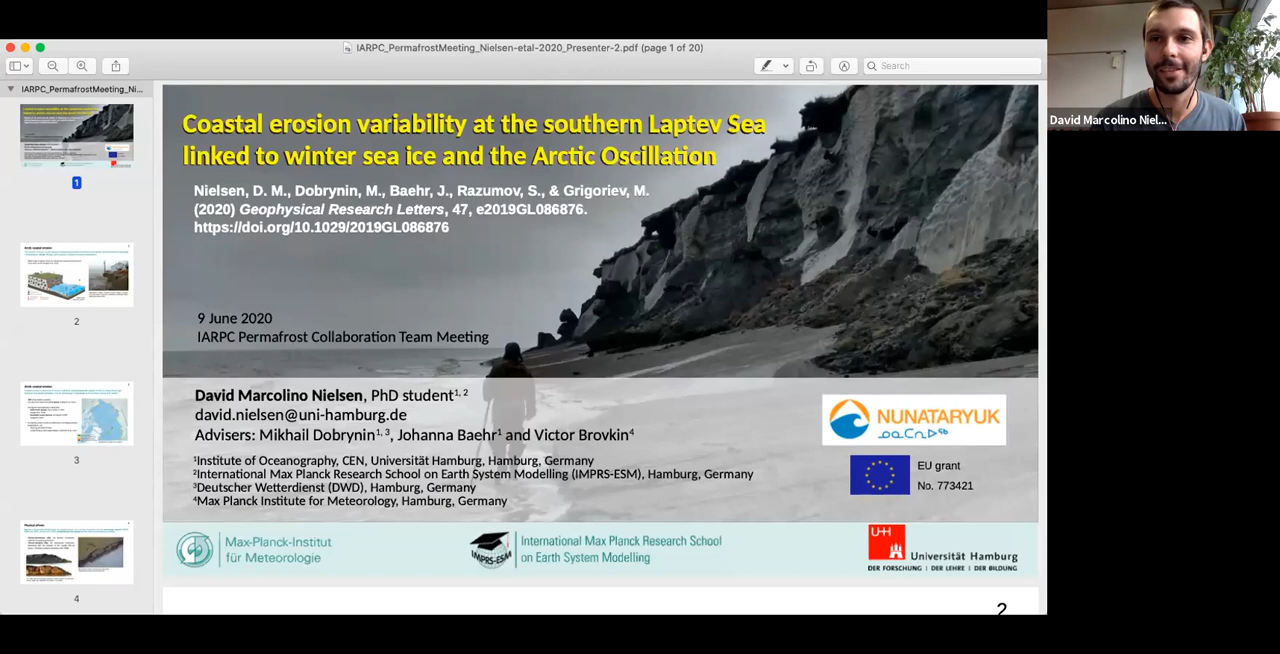 IARPC_PermafrostMeeting_Nielsen-etal-2020_Presenter-2.pdf (page 1 of 20)
Search
IARPC_PermafrostMeeting_Ni...
1
2
3
4
Coastal erosion variability at the southern Laptev Sea
linked to winter sea ice and the Arctic Oscillation
Nielsen, D. M., Dobrynin, M., Baehr, J., Razumov, S., & Grigoriev, M.
(2020) Geophysical Research Letters, 47, e2019GL086876.
https://doi.org/10.1029/2019GL086876
9 June 2020
IARPC Permafrost Collaboration Team Meeting
David Marcolino Nielsen, PhD student1,2
david.nielsen@uni-hamburg.de
Advisers: Mikhail Dobrynin1,3, Johanna Baehr1 and Victor Brovkin4
1Institute of Oceanography, CEN, Universität Hamburg, Hamburg, Germany
2International Max Planck Research School on Earth System Modelling (IMPRS-ESM), Hamburg, Germany
3Deutscher Wetterdienst (DWD), Hamburg, Germany
4Max Planck Institute for Meteorology, Hamburg, Germany
NUNATARYUK
ᓄᓇᑕᕆᐅᖅ
EU grant
No. 773421
Max-Planck-Institut
für Meteorologie
IMPRS-ESM
International Max Planck Research School
on Earth System Modelling
UHH
Universität Hamburg
DER FORSCHUNG | DER LEHRE | DER BILDUNG
2
David Marcolino Niel...